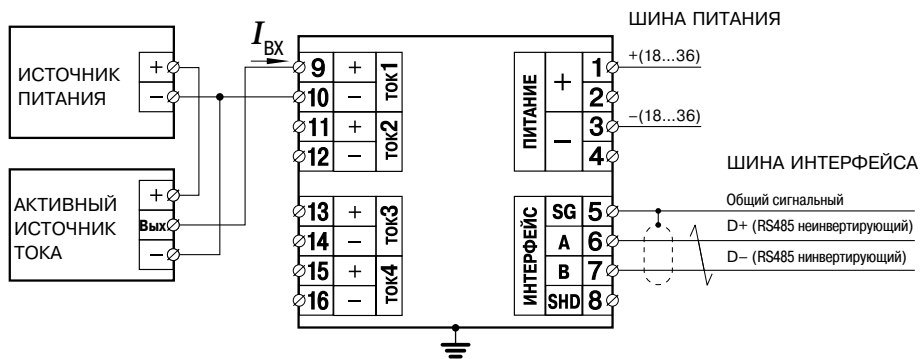 ИСТОЧНИК
ПИТАНИЯ
+
−
АКТИВНЫЙ
ИСТОЧНИК
ТОКА
+
Вых
−
IВХ
9 +
10 −
ТОК1
11 +
12 −
ТОК2
13 +
14 −
ТОК3
15 +
16 −
ТОК4
ПИТАНИЕ
+ 1
2
− 3
4
ИНТЕРФЕЙС
SG 5
A 6
B 7
SHD 8
ШИНА ПИТАНИЯ
+(18...36)
−(18...36)
ШИНА ИНТЕРФЕЙСА
Общий сигнальный
D+ (RS485 неинвертирующий)
D− (RS485 нинвертирующий)